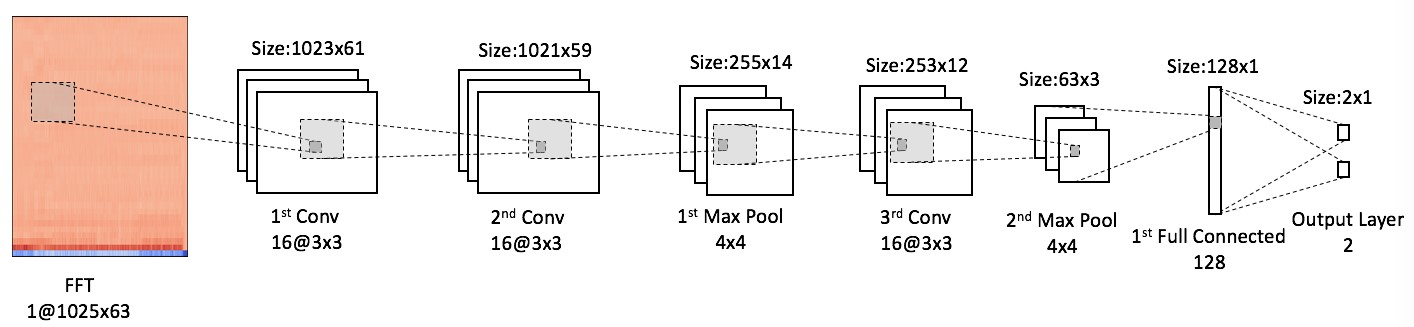 Size:1023x61
Size:1021x59
Size:255x14
Size:253x12
Size:63x3
Size:128x1
Size:2x1
1st Conv
16@3x3
2nd Conv
16@3x3
1st Max Pool
4x4
3rd Conv
16@3x3
2nd Max Pool
4x4
1st Full Connected
128
Output Layer
2
FFT
1@1025x63